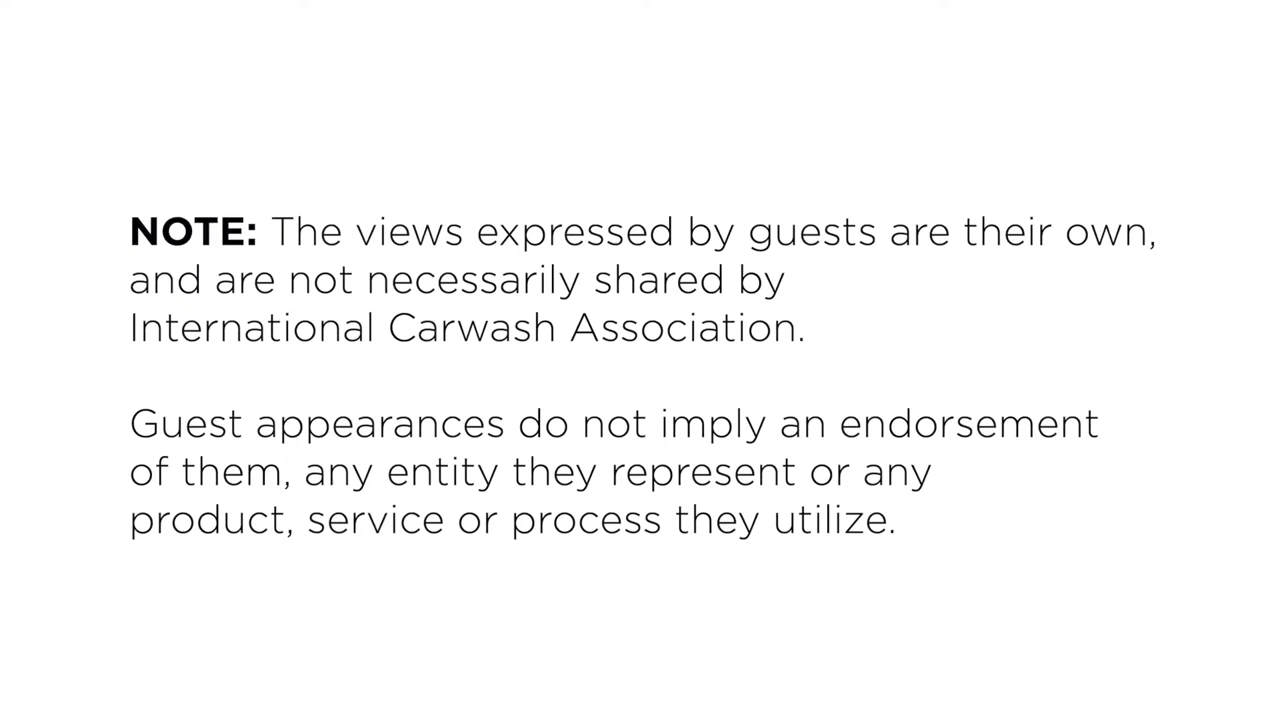 NOTE: The views expressed by guests are their own,
and are not necessarily shared by
International Carwash Association.
Guest appearances do not imply an endorsement
of them, any entity they represent or any
product, service or process they utilize.